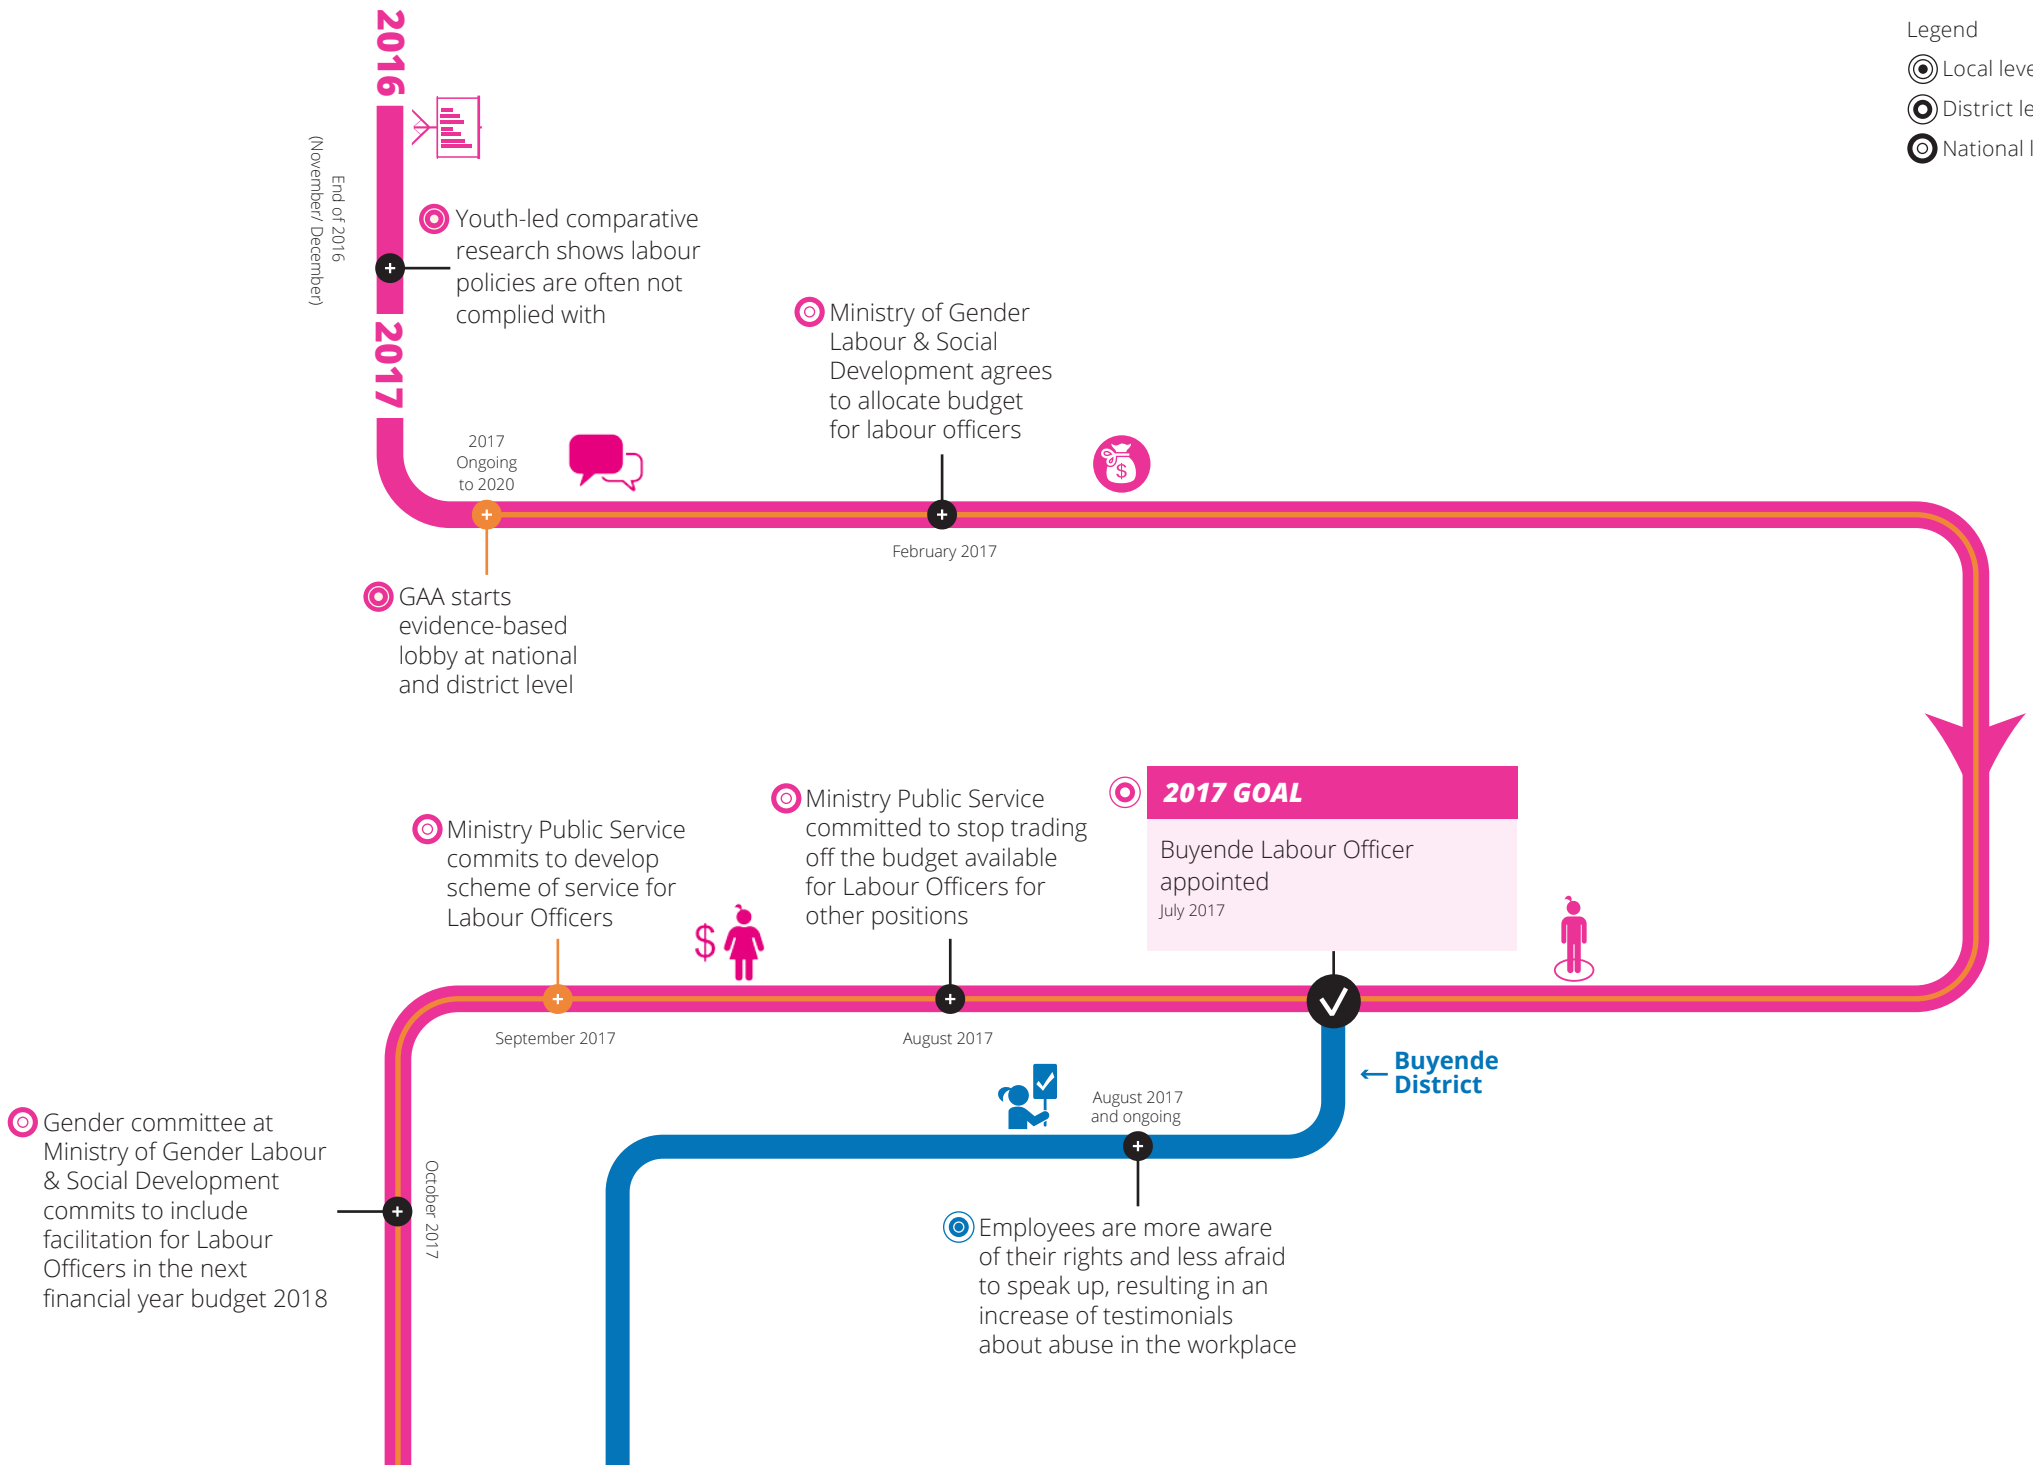 2016
Legend
Local leve
District le
National l
End of 2016
(November/ December)
Youth-led comparative
research shows labour
policies are often not
complied with
2017
Ministry of Gender
Labour & Social
Development agrees
to allocate budget
for labour officers
2017
Ongoing
to 2020
$
February 2017
GAA starts
evidence-based
lobby at national
and district level
2017 GOAL
Buyende Labour Officer
appointed
July 2017
Ministry Public Service
committed to stop trading
off the budget available
for Labour Officers for
other positions
Ministry Public Service
commits to develop
scheme of service for
Labour Officers
$
September 2017
August 2017
Buyende
District
August 2017
and ongoing
Gender committee at
Ministry of Gender Labour
& Social Development
commits to include
facilitation for Labour
Officers in the next
financial year budget 2018
October 2017
Employees are more aware
of their rights and less afraid
to speak up, resulting in an
increase of testimonials
about abuse in the workplace